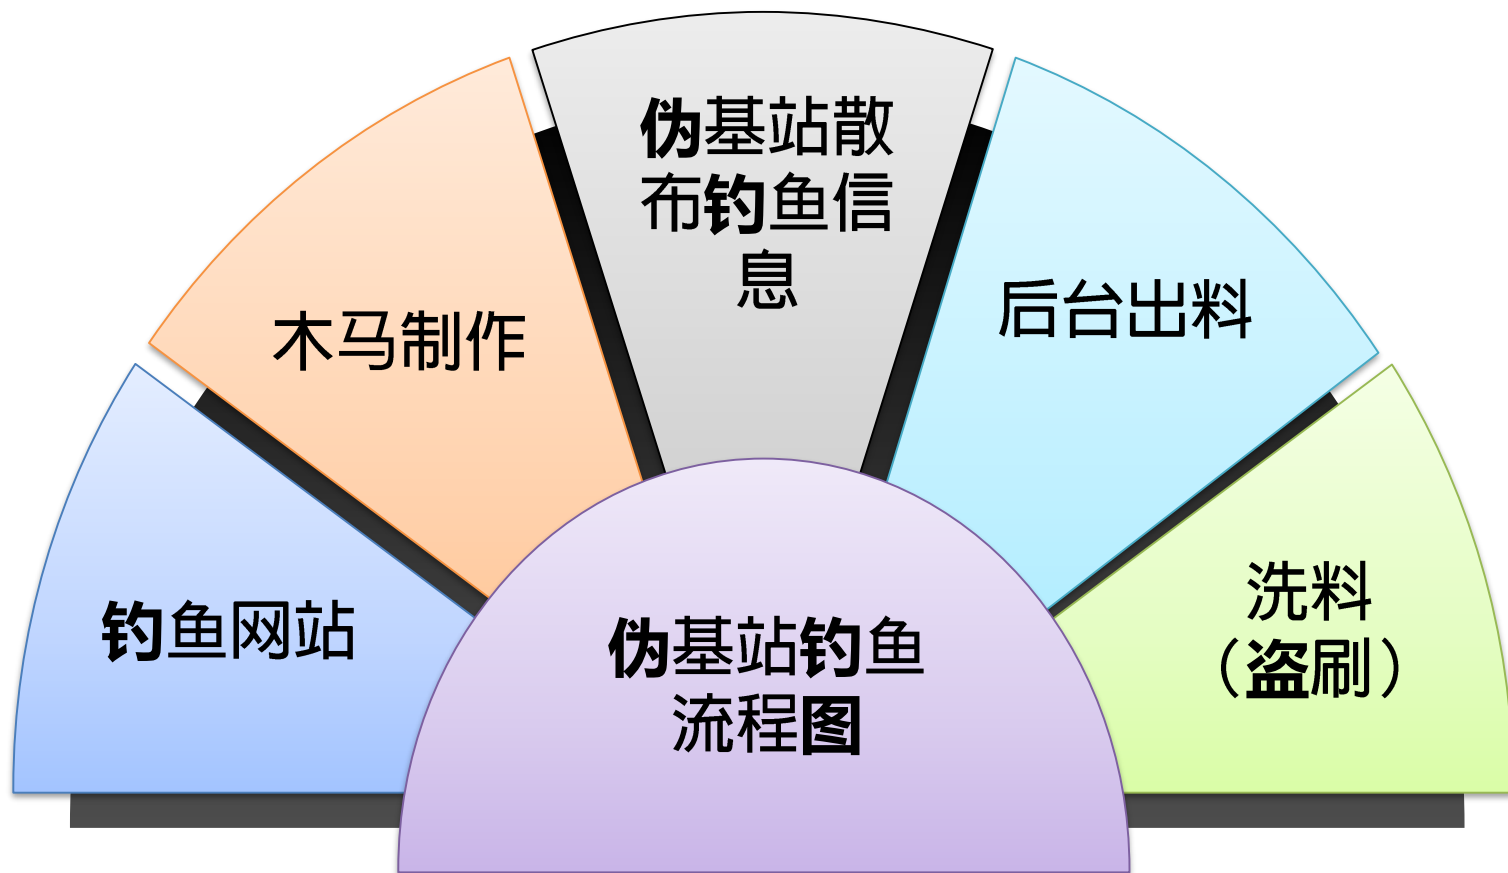 钓鱼网站
木马制作
伪基站散
布钓鱼信
息
后台出料
洗料
（盗刷）
伪基站钓鱼
流程图